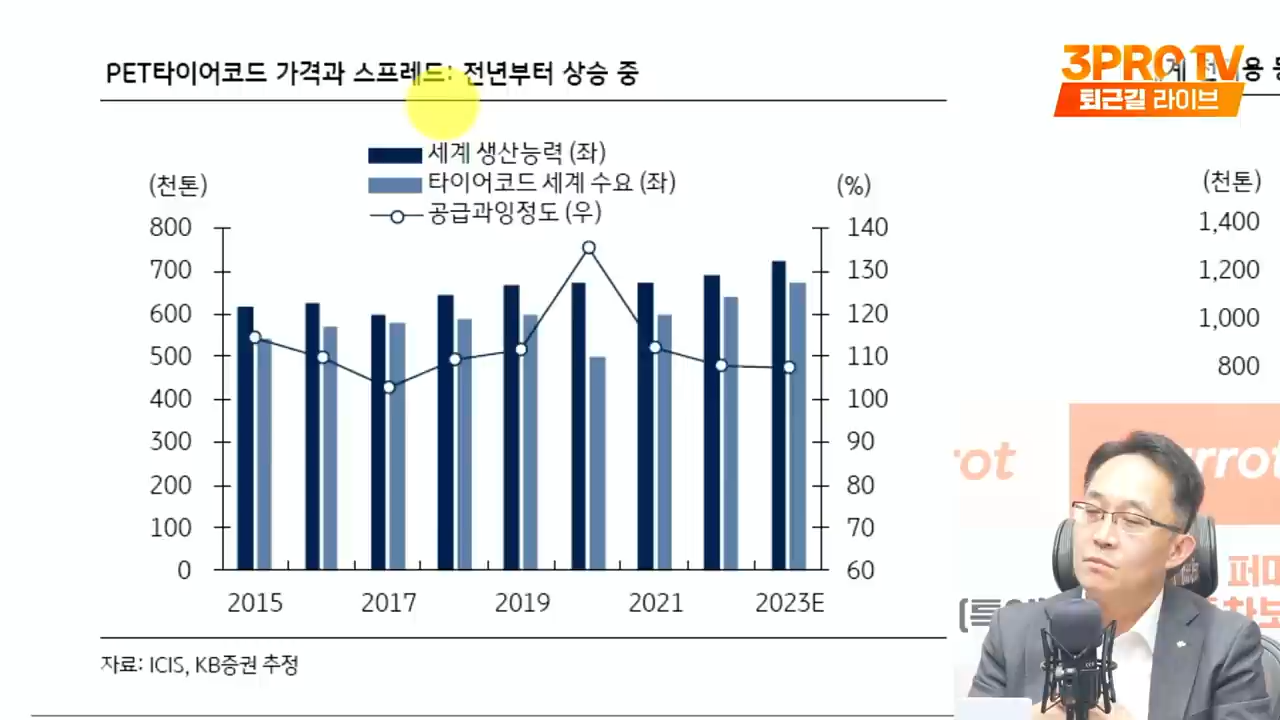 PET타이어코드 가격과 스프레드: 전년부터 상승 중
3PRO TV
퇴근길 라이브
세계 생산능력 (좌)
타이어코드 세계 수요 (좌)
공급과잉정도 (우)
(천톤)
(%)
800
700
600
500
400
300
200
100
0
140
130
120
110
100
90
80
70
60
2015
2017
2019
2021
2023E
자료: ICIS, KB증권 추정
(천톤)
1,400
1,200
1,000
800